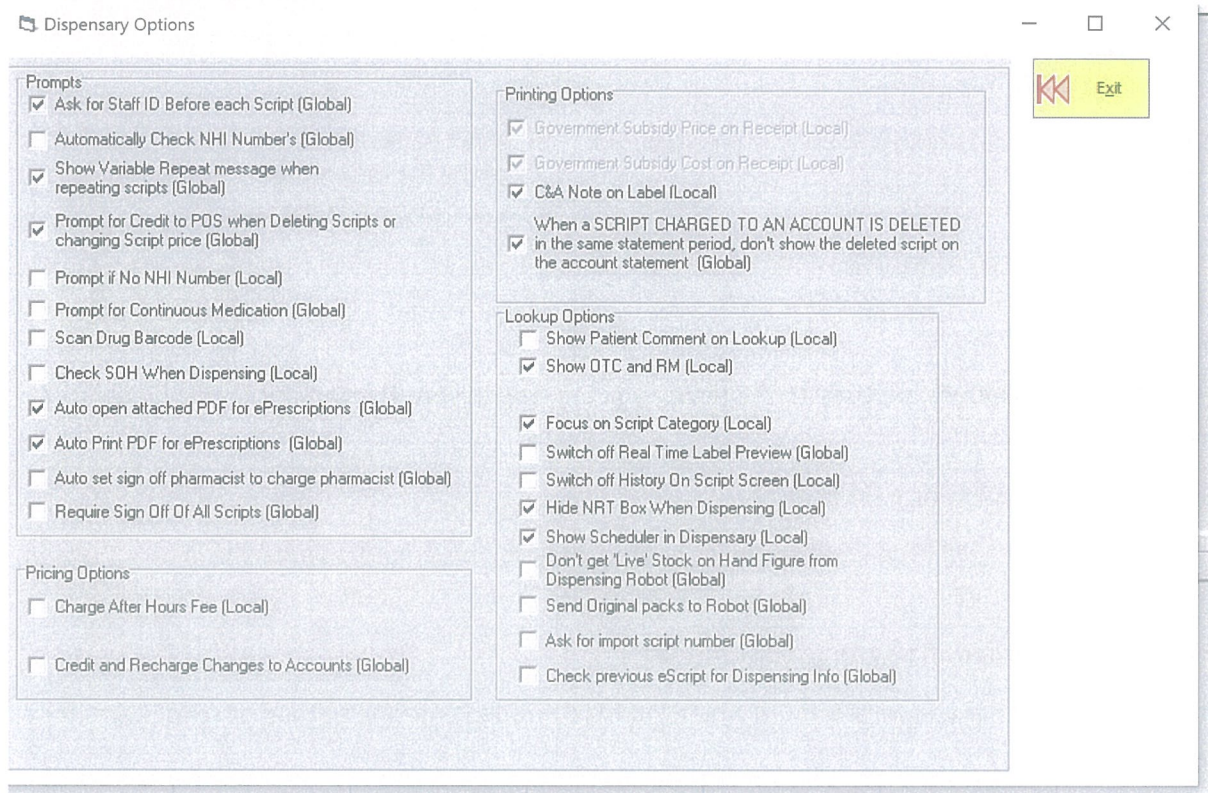 Dispensary Options
Exit
Prompts
Ask for Staff ID Before each Script (Global)
Automatically Check NHI Number's (Global)
Show Variable Repeat message when
repeating scripts (Global)
Prompt for Credit to POS when Deleting Scripts or
changing Script price (Global)
Prompt if No NHI Number (Local)
Prompt for Continuous Medication (Global)
Scan Drug Barcode (Local)
Check SOH When Dispensing (Local)
Auto open attached PDF for ePrescriptions (Global)
Auto Print PDF for ePrescriptions (Global)
Auto set sign off pharmacist to charge pharmacist (Global)
Require Sign Off Of All Scripts (Global)
Pricing Options
Charge After Hours Fee (Local)
Credit and Recharge Changes to Accounts (Global)
Printing Options
Government Subsidy Price on Receipt (Local)
Government Subsidy Cost on Receipt (Local)
C&A Note on Label (Local)
When a SCRIPT CHARGED TO AN ACCOUNT IS DELETED
in the same statement period, don't show the deleted script on
the account statement (Global)
Lookup Options
Show Patient Comment on Lookup (Local)
Show OTC and RM (Local)
Focus on Script Category (Local)
Switch off Real Time Label Preview (Global)
Switch off History On Script Screen (Local)
Hide NRT Box When Dispensing (Local)
Show Scheduler in Dispensary (Local)
Don't get 'Live' Stock on Hand Figure from
Dispensing Robot (Global)
Send Original packs to Robot (Global)
Ask for import script number (Global)
Check previous eScript for Dispensing Info (Global)